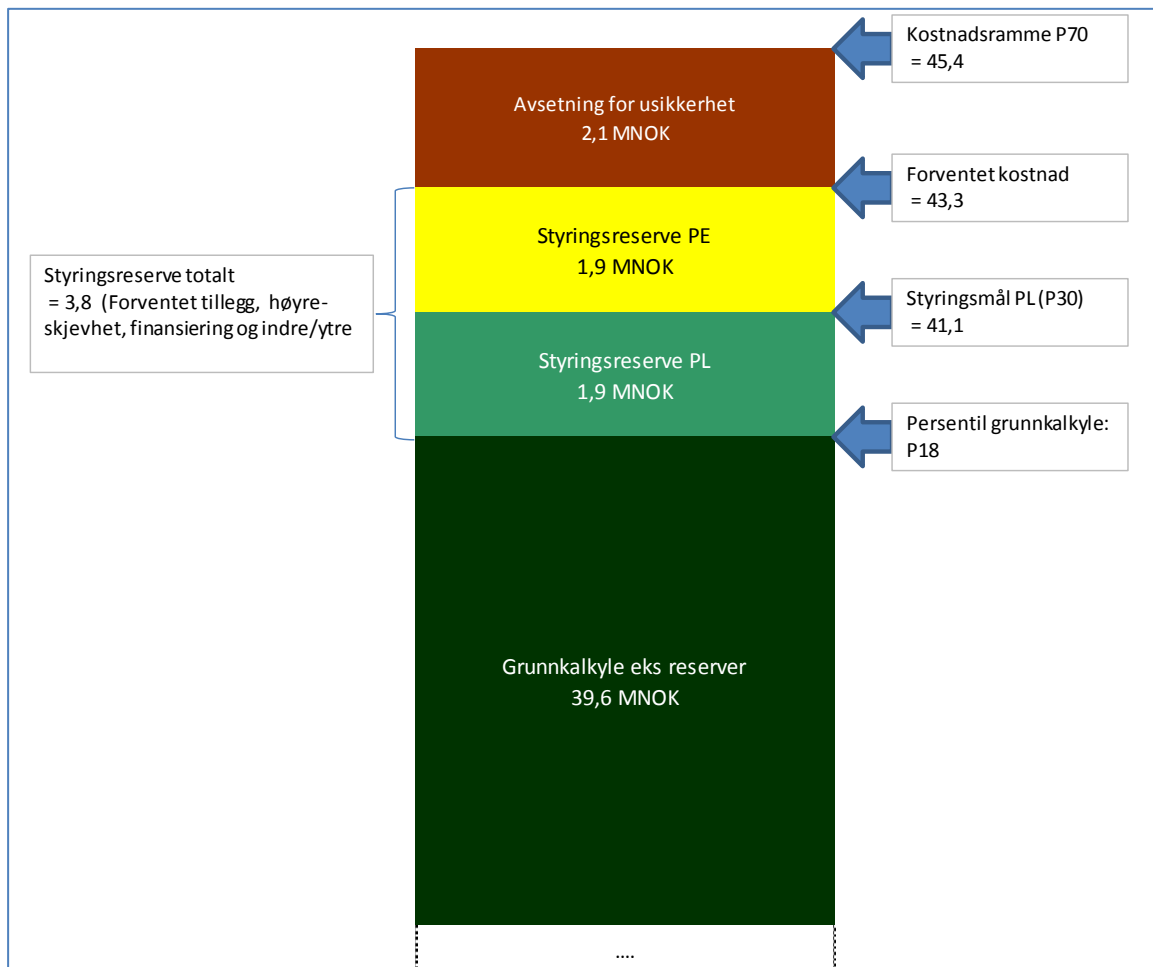 Kostnadsramme P70
= 45,4
Avsetning for usikkerhet
2,1 MNOK
Forventet kostnad
= 43,3
Styringsreserve PE
1,9 MNOK
Styringsreserve totalt
= 3,8 (Forventet tillegg, høyre-
skjevhet, finansiering og indre/ytre
Styringsmål PL (P30)
= 41,1
Styringsreserve PL
1,9 MNOK
Persentil grunnkalkyle:
P18
Grunnkalkyle eks reserver
39,6 MNOK
....